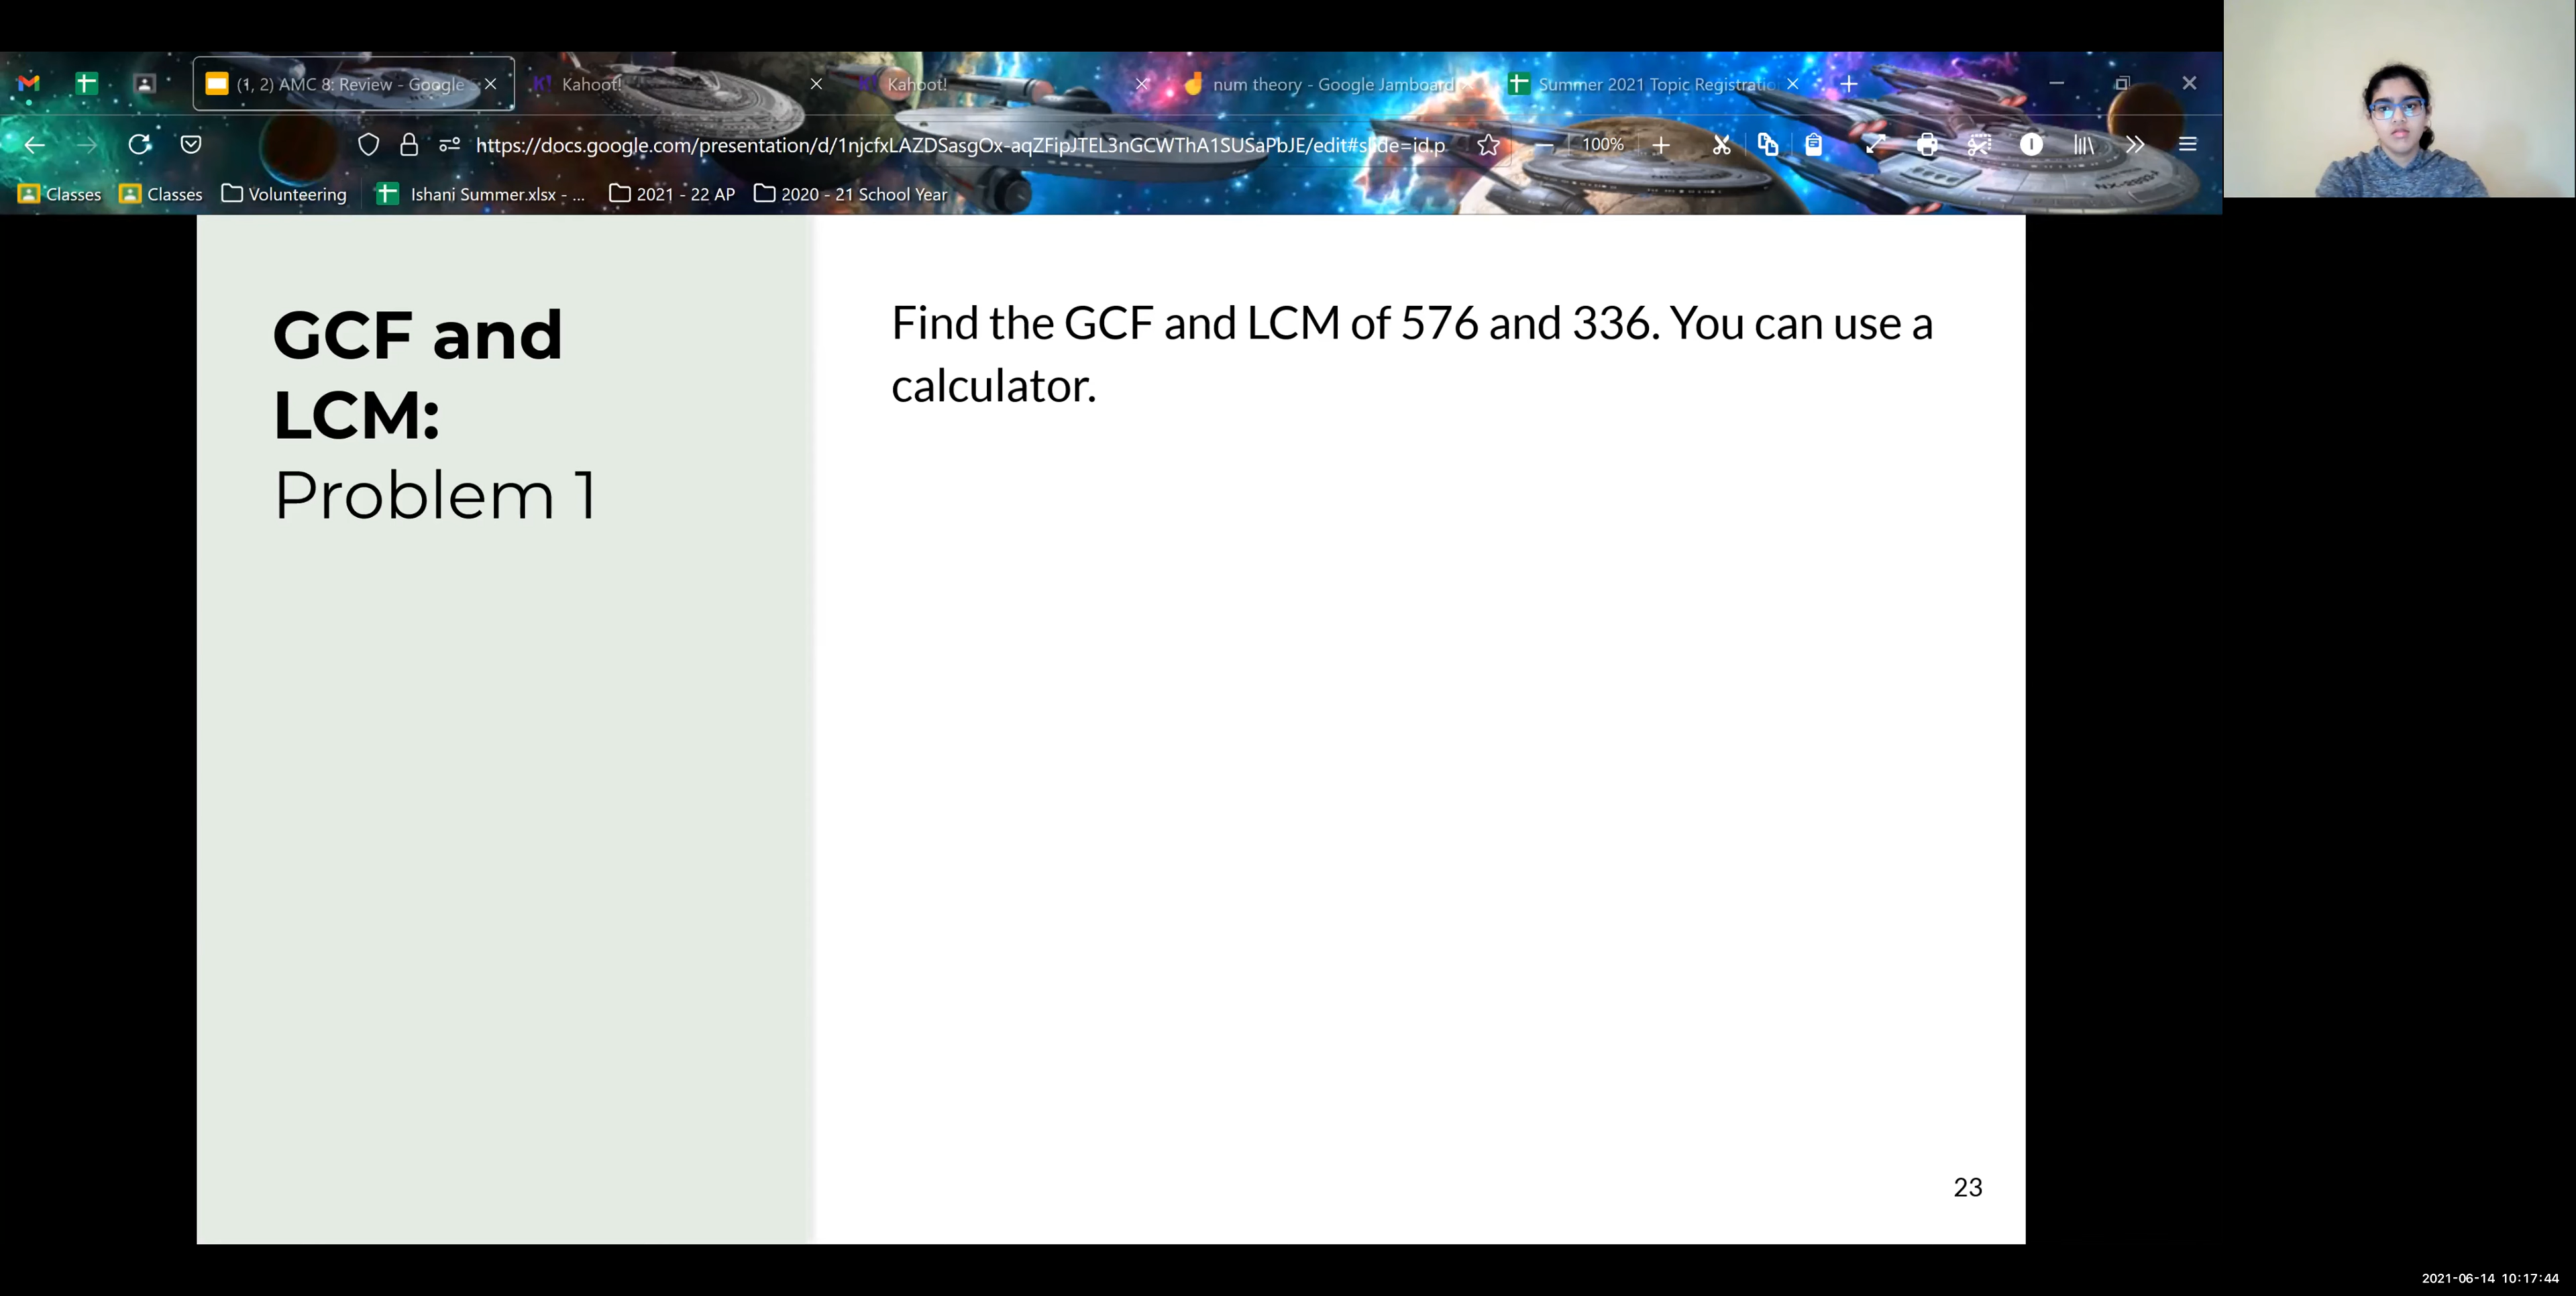 (1, 2) AMC 8: Review - Google
Kahoot!
Kahoot!
num theory - Google Jamboard
Summer 2021 Topic Registratio
https://docs.google.com/presentation/d/1njcfxLAZDSasgOx-aqZFipJTEL3nGCWThA1SUSaPbJE/edit#slide=id.p
100%
Classes
Classes
Volunteering
Ishani Summer.xlsx - ...
2021 - 22 AP
2020 - 21 School Year
GCF and
LCM:
Problem 1
Find the GCF and LCM of 576 and 336. You can use a
calculator.
23
2021-06-14 10:17:44